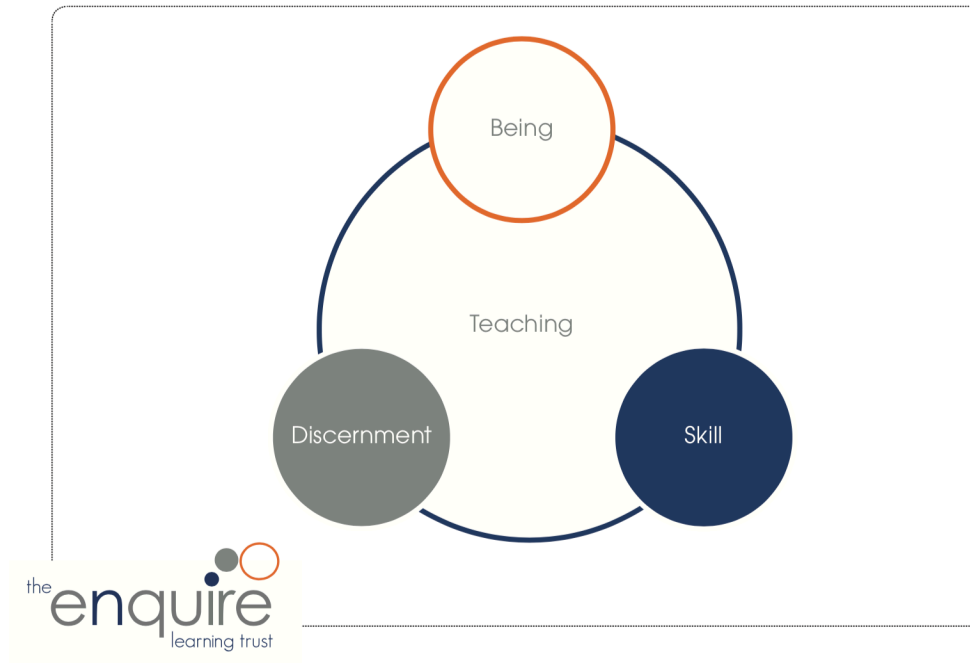 Being
Teaching
Discernment
Skill
the
enquire
learning trust